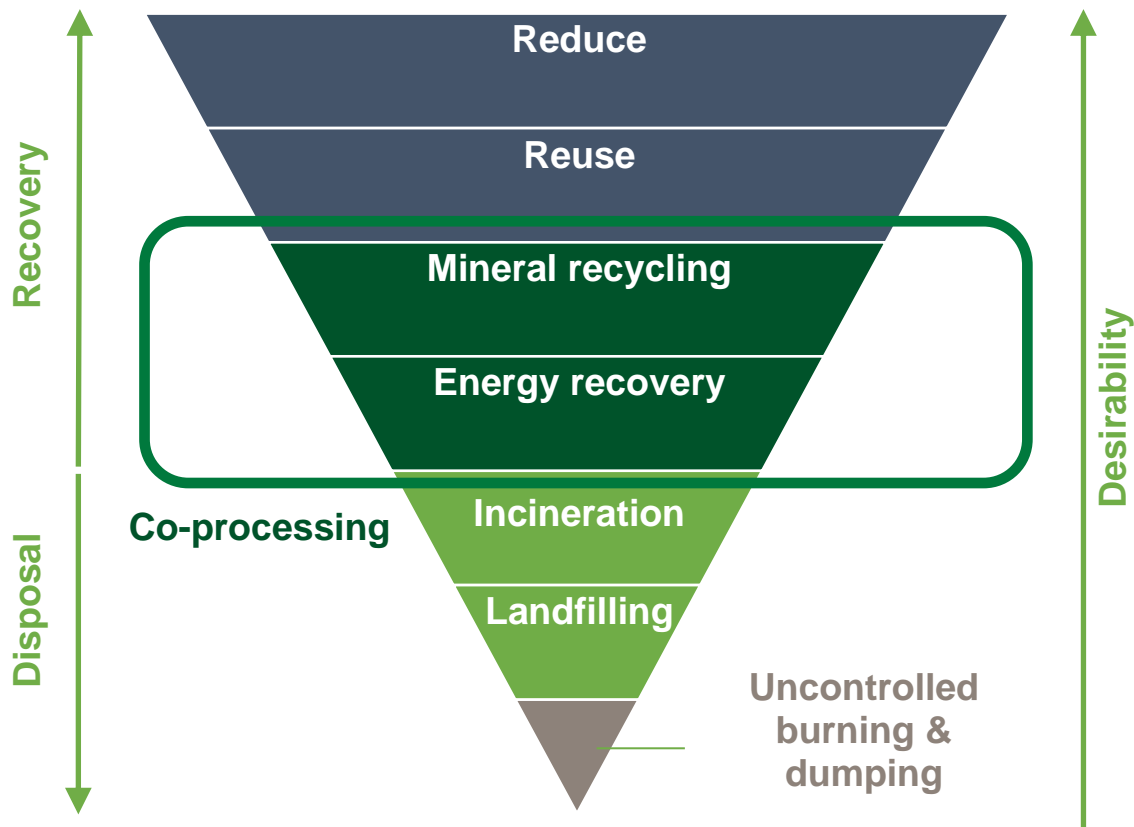 Reduce
Reuse
Recovery
Mineral recycling
Energy recovery
Desirability
Co-processing
Incineration
Disposal
Landfilling
Uncontrolled
burning &
dumping